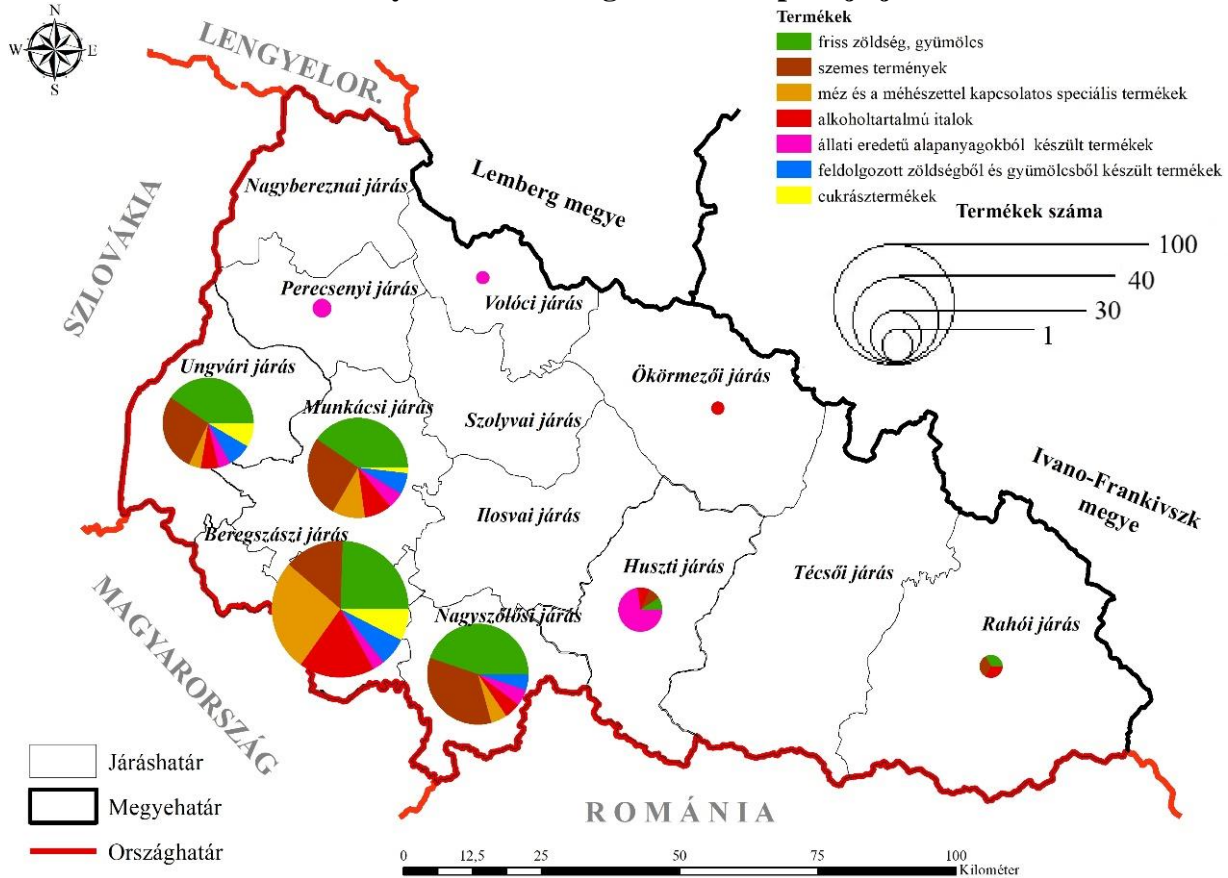 N
W
E
S
LENGYELOR.
SZLOVÁKIA
MAGYARORSZÁG
ROMÁNIA
Lemberg megye
Ivano-Frankivszk
megye
Nagybereznai járás
Perecsenyi járás
Volóci járás
Ungvári járás
Munkácsi járás
Szolyvai járás
Ökörmezői járás
Beregszászi járás
Ilosvai járás
Nagyszőlősi járás
Huszti járás
Técsői járás
Rahói járás
Termékek
friss zöldség, gyümölcs
szemes termények
méz és a méhészettel kapcsolatos speciális termékek
alkoholtartalmú italok
állati eredetű alapanyagokból készült termékek
feldolgozott zöldségből és gyümölcsből készült termékek
cukrásztermékek
Termékek száma
100
40
30
1
Járáshatár
Megyehatár
Országhatár
0 12,5 25 50 75 100
Kilométer